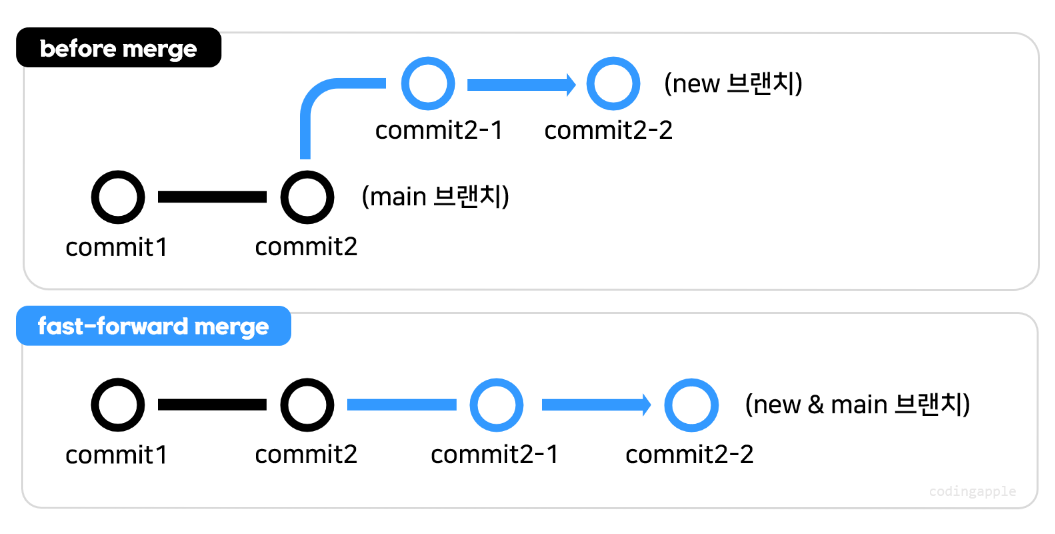 before merge
(new 브랜치)
commit2-1
commit2-2
(main 브랜치)
commit1
commit2
fast-forward merge
(new & main 브랜치)
commit1
commit2
commit2-1
commit2-2
codingapple